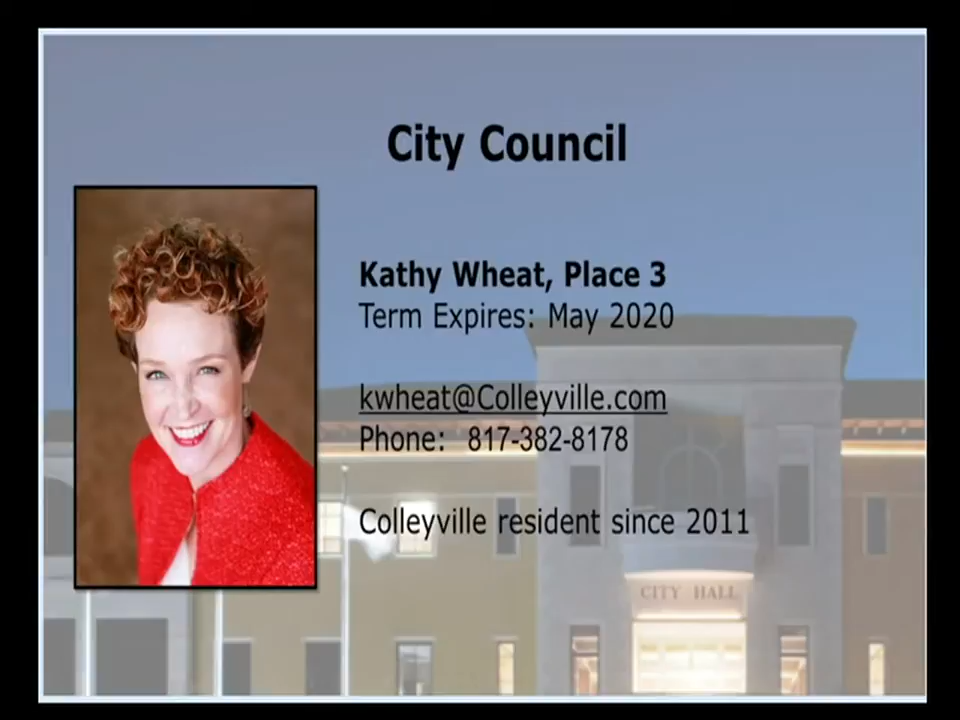 City Council
Kathy Wheat, Place 3
Term Expires: May 2020
kwheat@Colleyville.com
Phone: 817-382-8178
Colleyville resident since 2011
CITY HALL